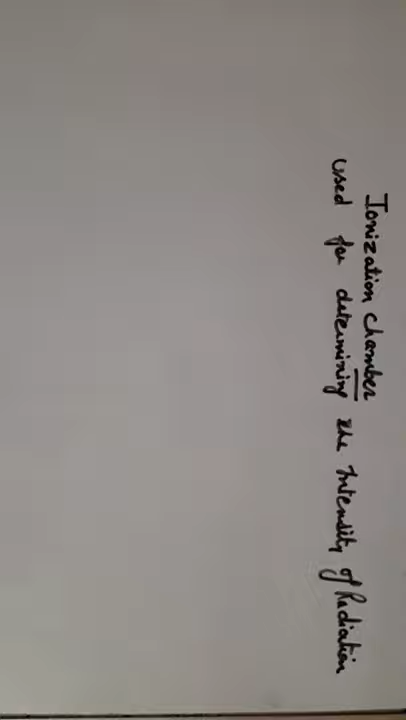 Ionization chamber
used for determining the Intensity of Radiation